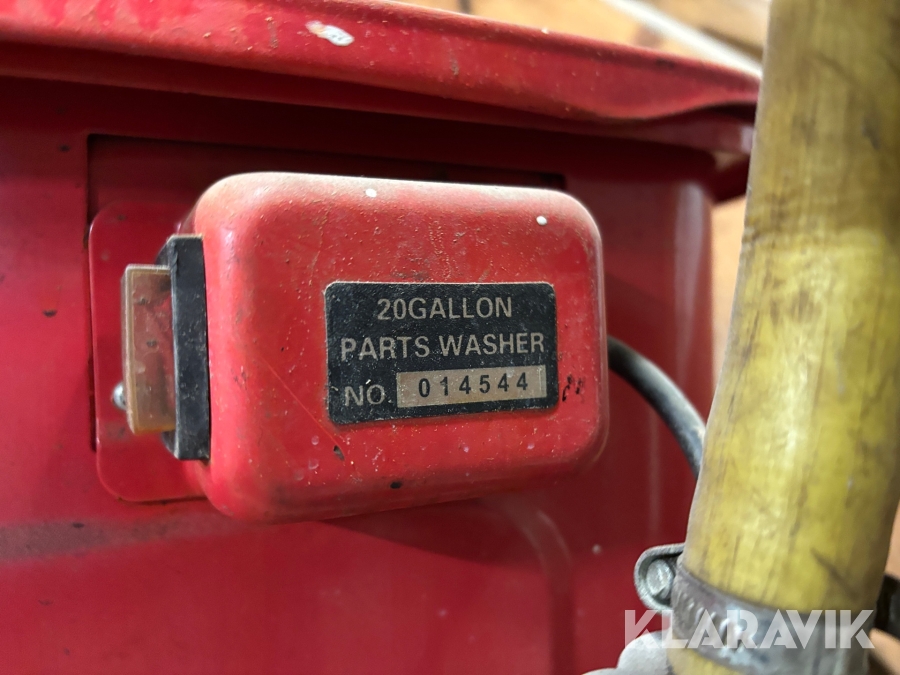 20GALLON
PARTS WASHER
NO. 014544
KLARAVIK